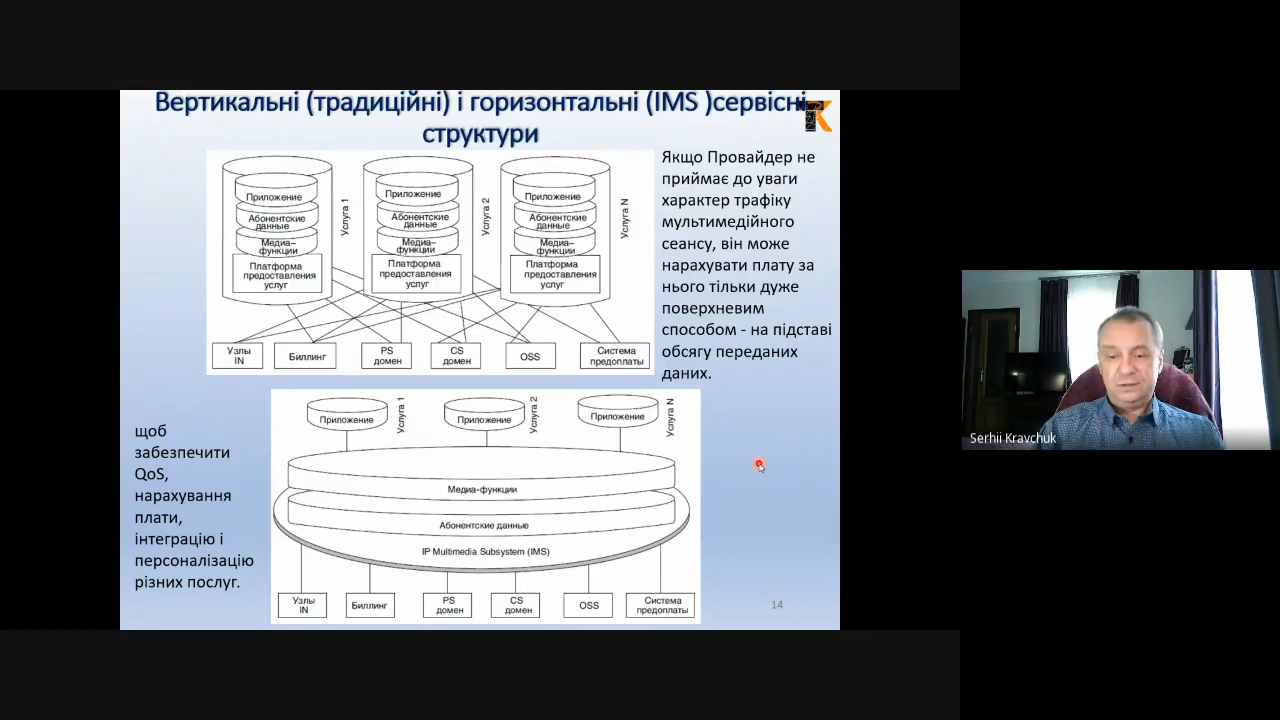 Вертикальні (традиційні) і горизонтальні (IMS )сервісні
структури
Приложение
Абонентские
данные
Медиа–
функции
Платформа
предоставления
услуг
Услуга 1
Приложение
Абонентские
данные
Медиа–
функции
Платформа
предоставления
услуг
Услуга 2
Приложение
Абонентские
данные
Медиа–
функции
Платформа
предоставления
услуг
Услуга N
Узлы
IN
Биллинг
PS
домен
CS
домен
OSS
Система
предоплаты
Якщо Провайдер не
приймає до уваги
характер трафіку
мультимедійного
сеансу, він може
нарахувати плату за
нього тільки дуже
поверхневим
способом - на підставі
обсягу переданих
даних.
щоб
забезпечити
QoS,
нарахування
плати,
інтеграцію і
персоналізацію
різних послуг.
Приложение
Услуга 1
Приложение
Услуга 2
Приложение
Услуга N
Медиа-функции
Абонентские данные
IP Multimedia Subsystem (IMS)
Узлы
IN
Биллинг
PS
домен
CS
домен
OSS
Система
предоплаты
14
Serhii Kravchuk